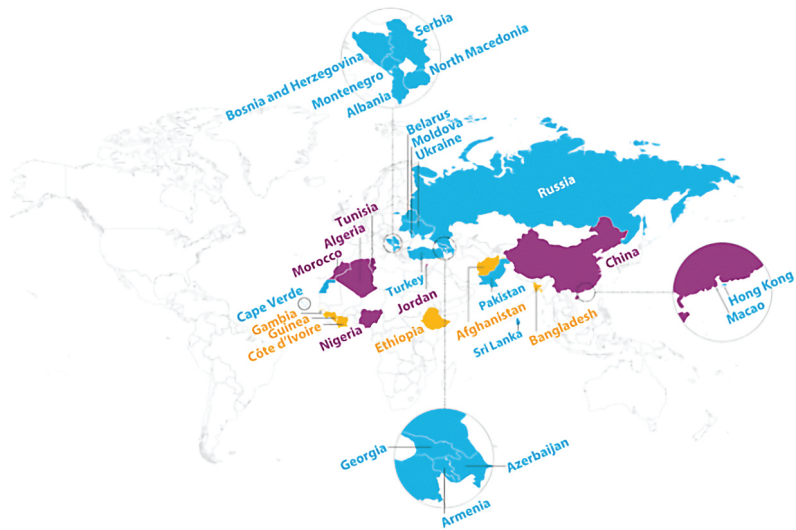 Serbia
North Macedonia
Bosnia and Herzegovina
Montenegro
Albania
Belarus
Moldova
Ukraine
Russia
Tunisia
Algeria
Morocco
China
Cape Verde
Turkey
Jordan
Pakistan
Hong Kong
Macao
Gambia
Guinea
Côte d'Ivoire
Nigeria
Ethiopia
Afghanistan
Sri Lanka
Bangladesh
Georgia
Azerbaijan
Armenia